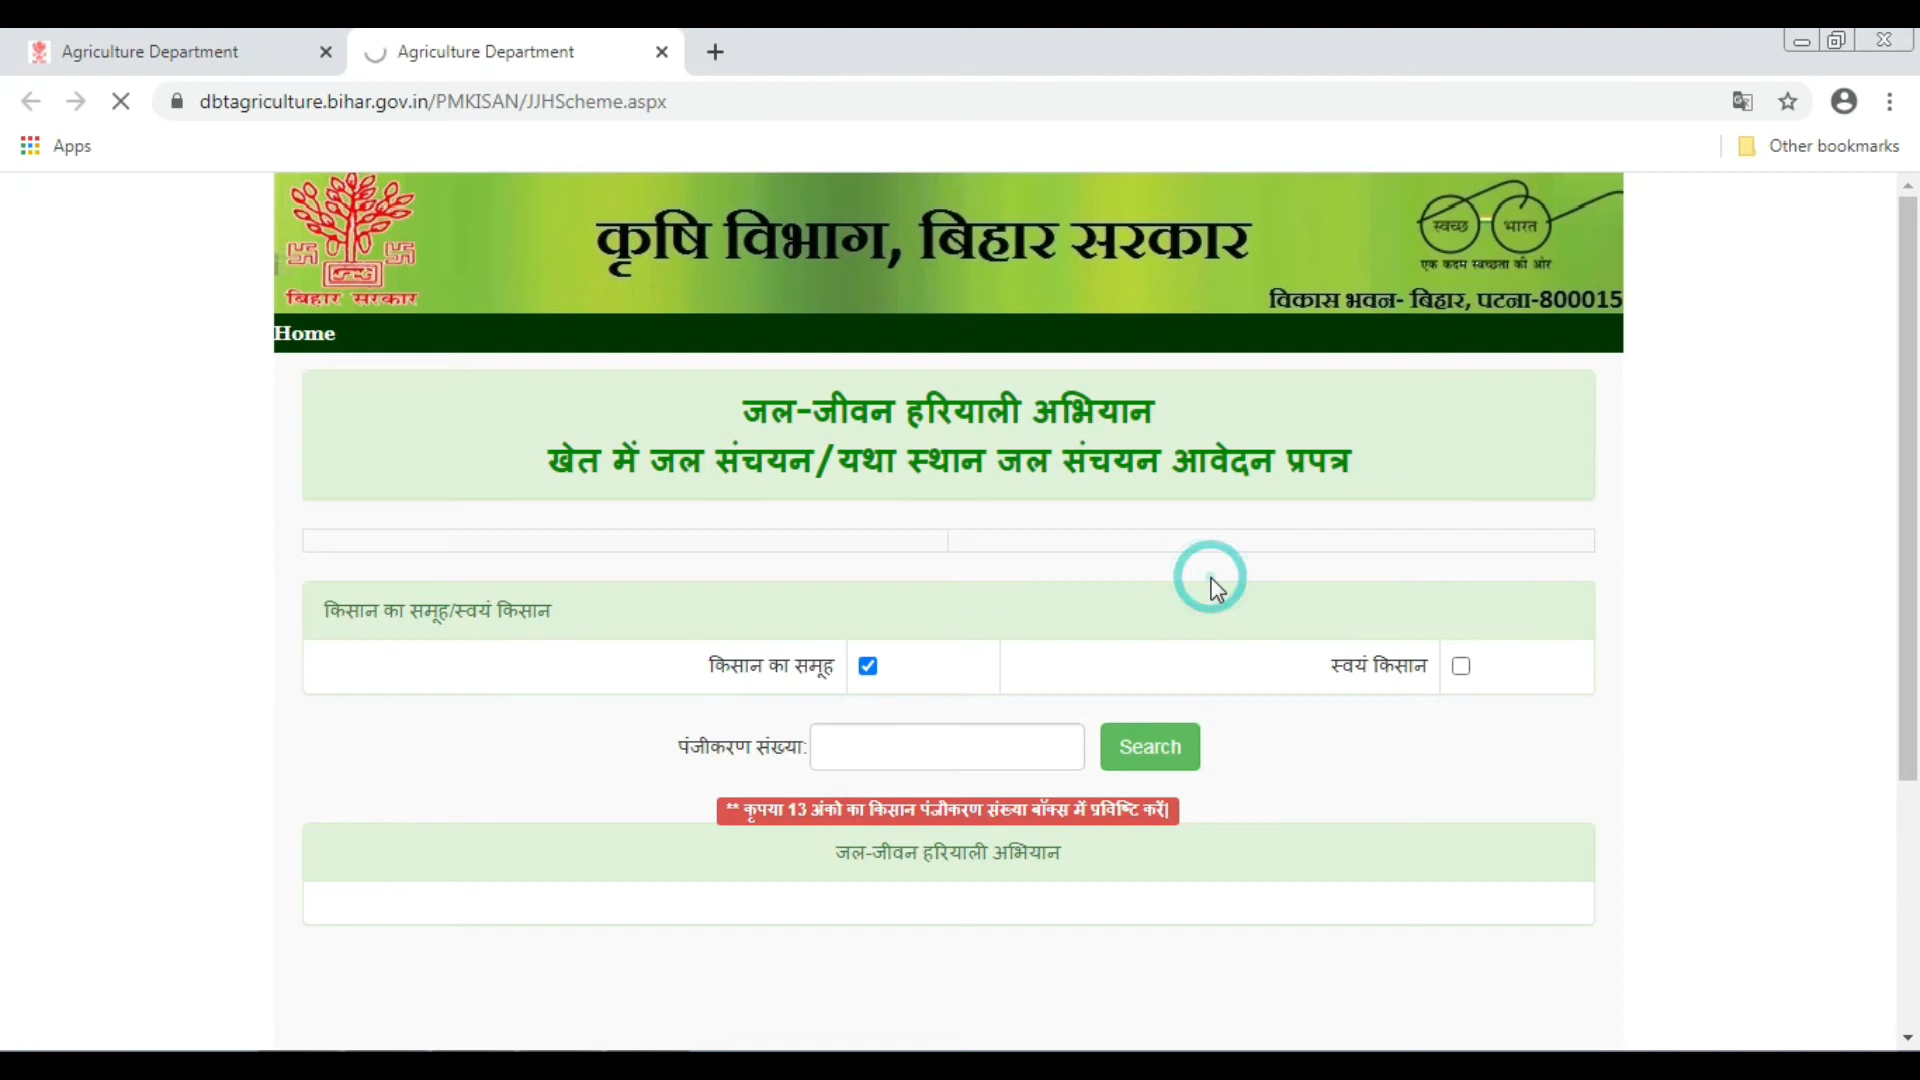 Agriculture Department
Agriculture Department
dbtagriculture.bihar.gov.in/PMKISAN/JJHScheme.aspx
Apps
Other bookmarks
बिहार सरकार
कृषि विभाग, बिहार सरकार
स्वच्छ भारत
एक कदम स्वच्छता की ओर
विकास भवन- बिहार, पटना-800015
Home
जल-जीवन हरियाली अभियान
खेत में जल संचयन/यथा स्थान जल संचयन आवेदन प्रपत्र
किसान का समूह/स्वयं किसान
किसान का समूह
स्वयं किसान
पंजीकरण संख्या:
Search
** कृपया 13 अंको का किसान पंजीकरण संख्या बॉक्स में प्रविष्टि करें|
जल-जीवन हरियाली अभियान